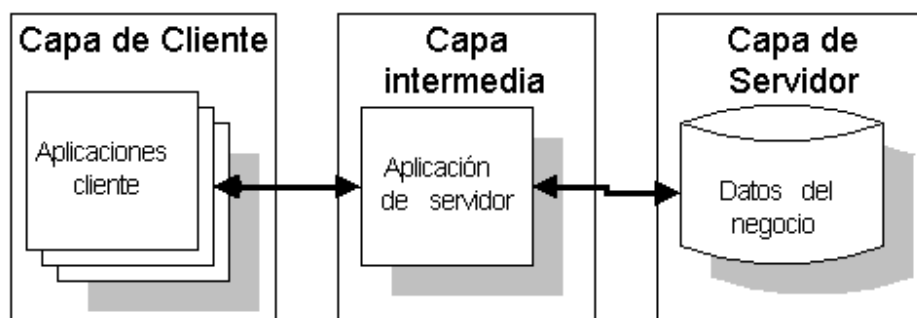 Capa de Cliente
Aplicaciones
cliente
Capa
intermedia
Aplicación
de servidor
Capa de
Servidor
Datos del
negocio